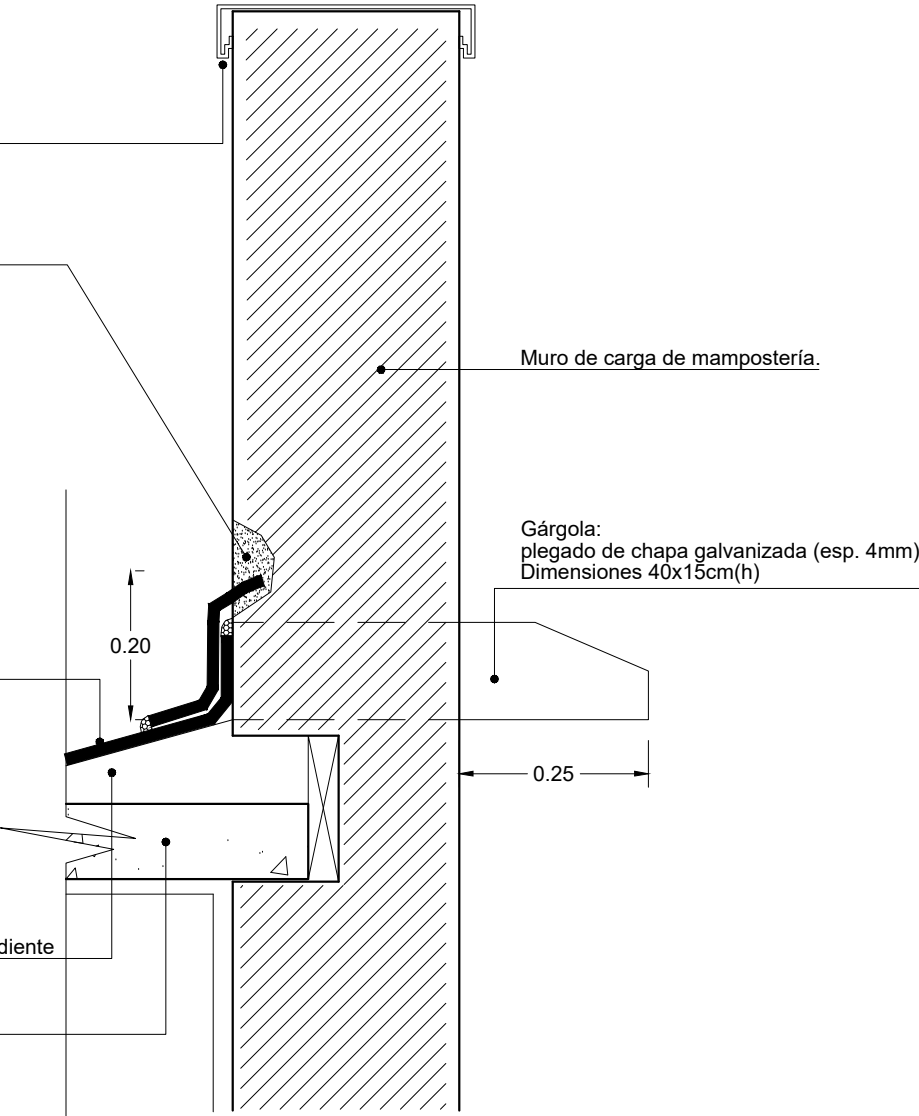 Muro de carga de mampostería.
Gárgola:
plegado de chapa galvanizada (esp. 4mm)
Dimensiones 40x15cm(h)
0.20
0.25
diente